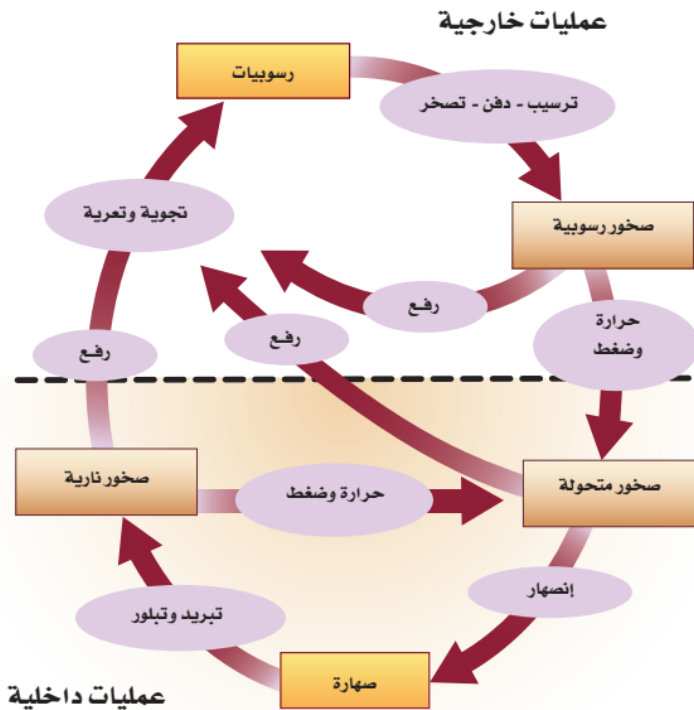 عمليات خارجية
رسوبيات
ترسيب - دفن - تصخر
تجوية وتعرية
صخور رسوبية
رفع
حرارة
وضغط
رفع
رفع
صخور نارية
حرارة وضغط
صخور متحولة
إنصهار
تبريد وتبلور
صهارة
عمليات داخلية